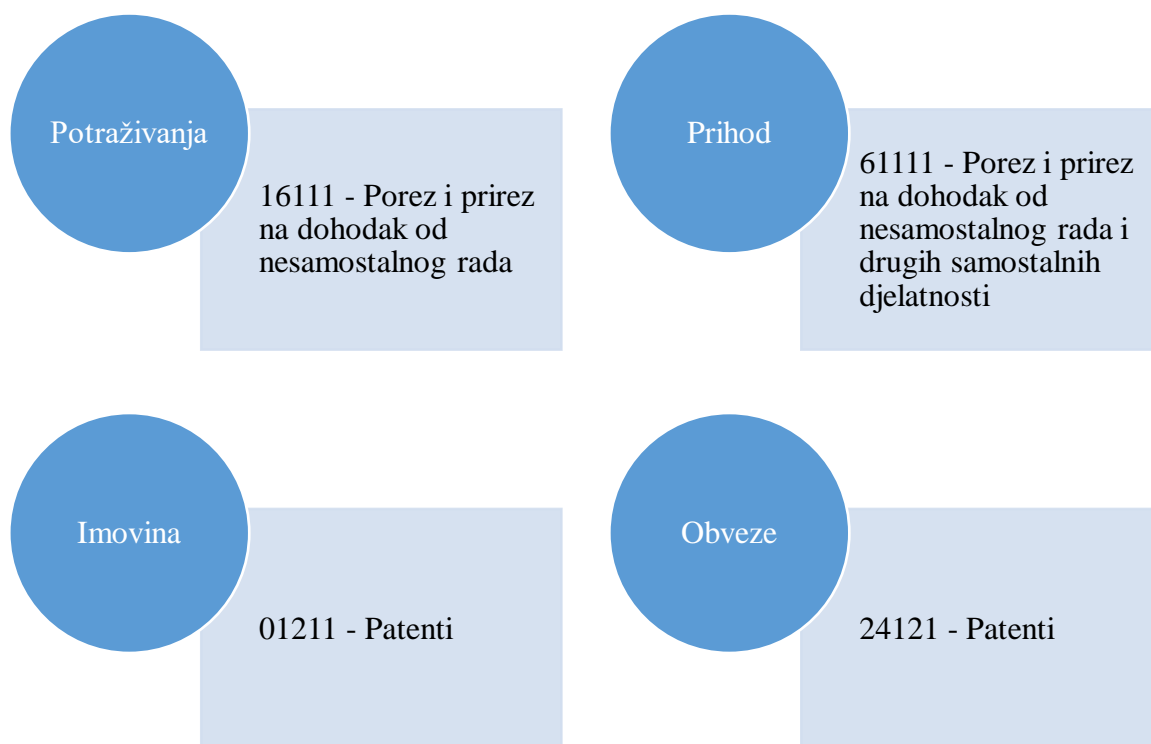 Potraživanja
16111 - Porez i prirez
na dohodak od
nesamostalnog rada
Prihod
61111 - Porez i prirez
na dohodak od
nesamostalnog rada i
drugih samostalnih
djelatnosti
Imovina
01211 - Patenti
Obveze
24121 - Patenti